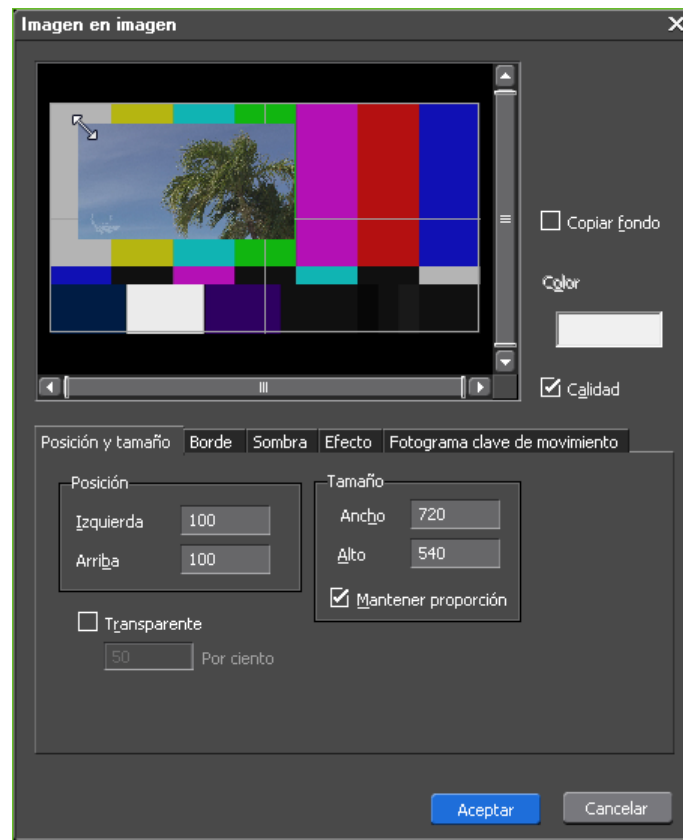 Imagen en imagen
Copiar fondo
Color
Calidad
Posición y tamaño Borde Sombra Efecto Fotograma clave de movimiento
Posición
Izquierda 100
Arriba 100
Tamaño
Ancho 720
Alto 540
Mantener proporción
Transparente
50 Por ciento
Aceptar Cancelar